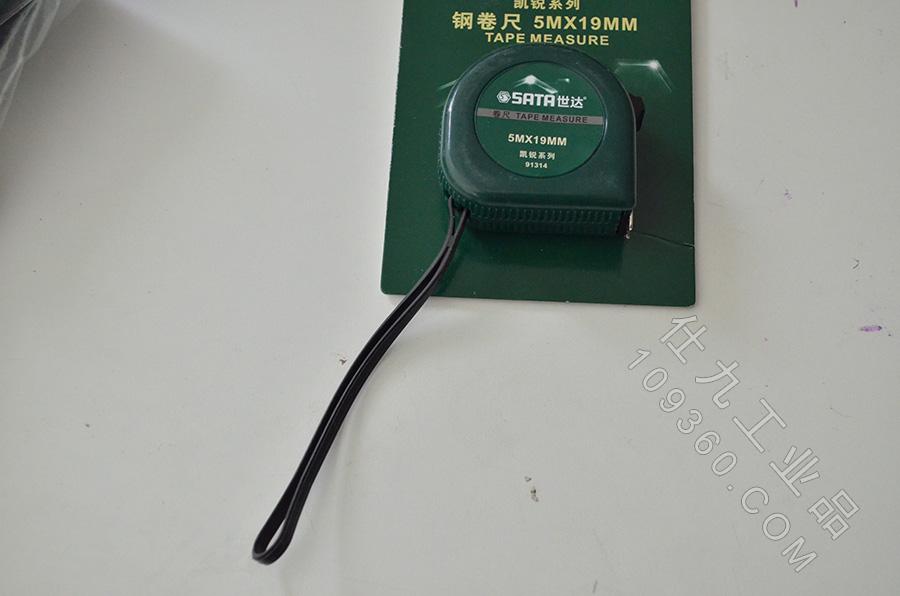 凯锐系列
钢卷尺 5MX19MM
TAPE MEASURE
SATA世达®
卷尺 TAPE MEASURE
5MX19MM
凯锐系列
91314
仕九工业品
109360.COM